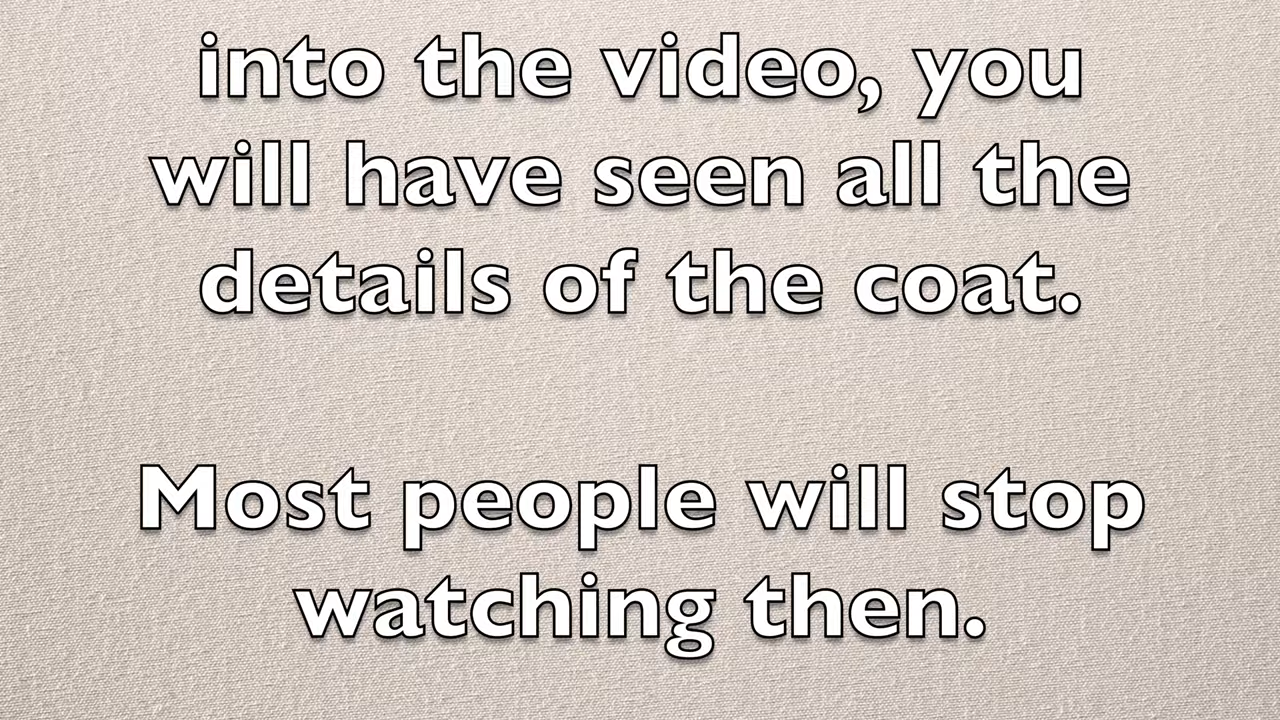 into the video, you
will have seen all the
details of the coat.
Most people will stop
watching then.